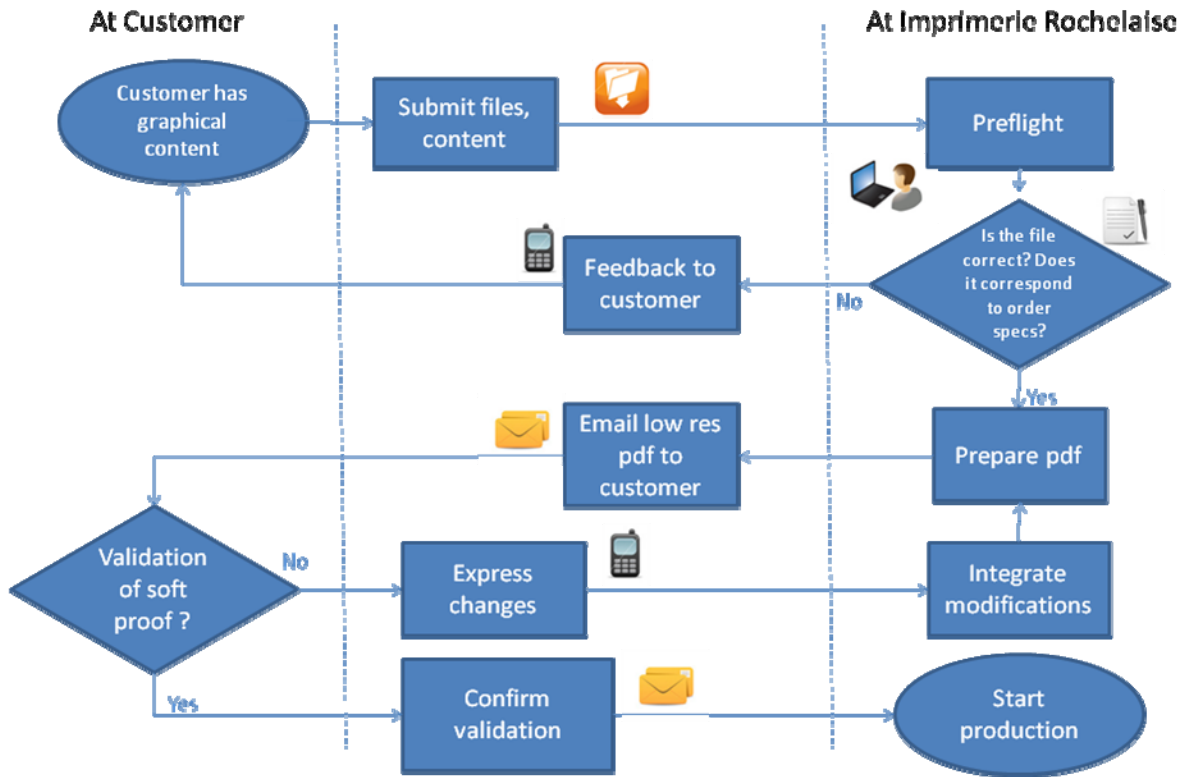 At Customer
At Imprimerie Rochelaise
Customer has
graphical
content
Submit files,
content
Preflight
Is the file
correct? Does
it correspond
to order
specs?
Feedback to
customer
No
Yes
Email low res
pdf to
customer
Prepare pdf
Validation
of soft
proof ?
No
Express
changes
Integrate
modifications
Yes
Confirm
validation
Start
production